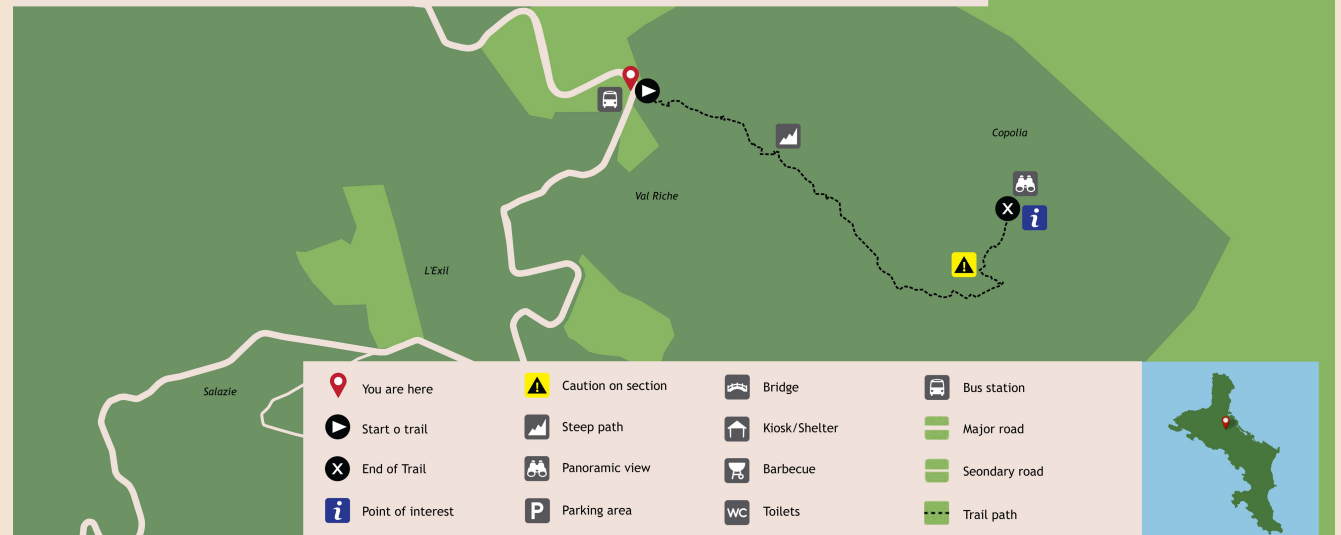 Copolia
Val Riche
L'Exil
Salazie
You are here
Start o trail
End of Trail
Point of interest
Caution on section
Steep path
Panoramic view
P
Parking area
Bridge
Kiosk/Shelter
Barbecue
WC
Toilets
Bus station
Major road
Seondary road
Trail path
X
i
X
i